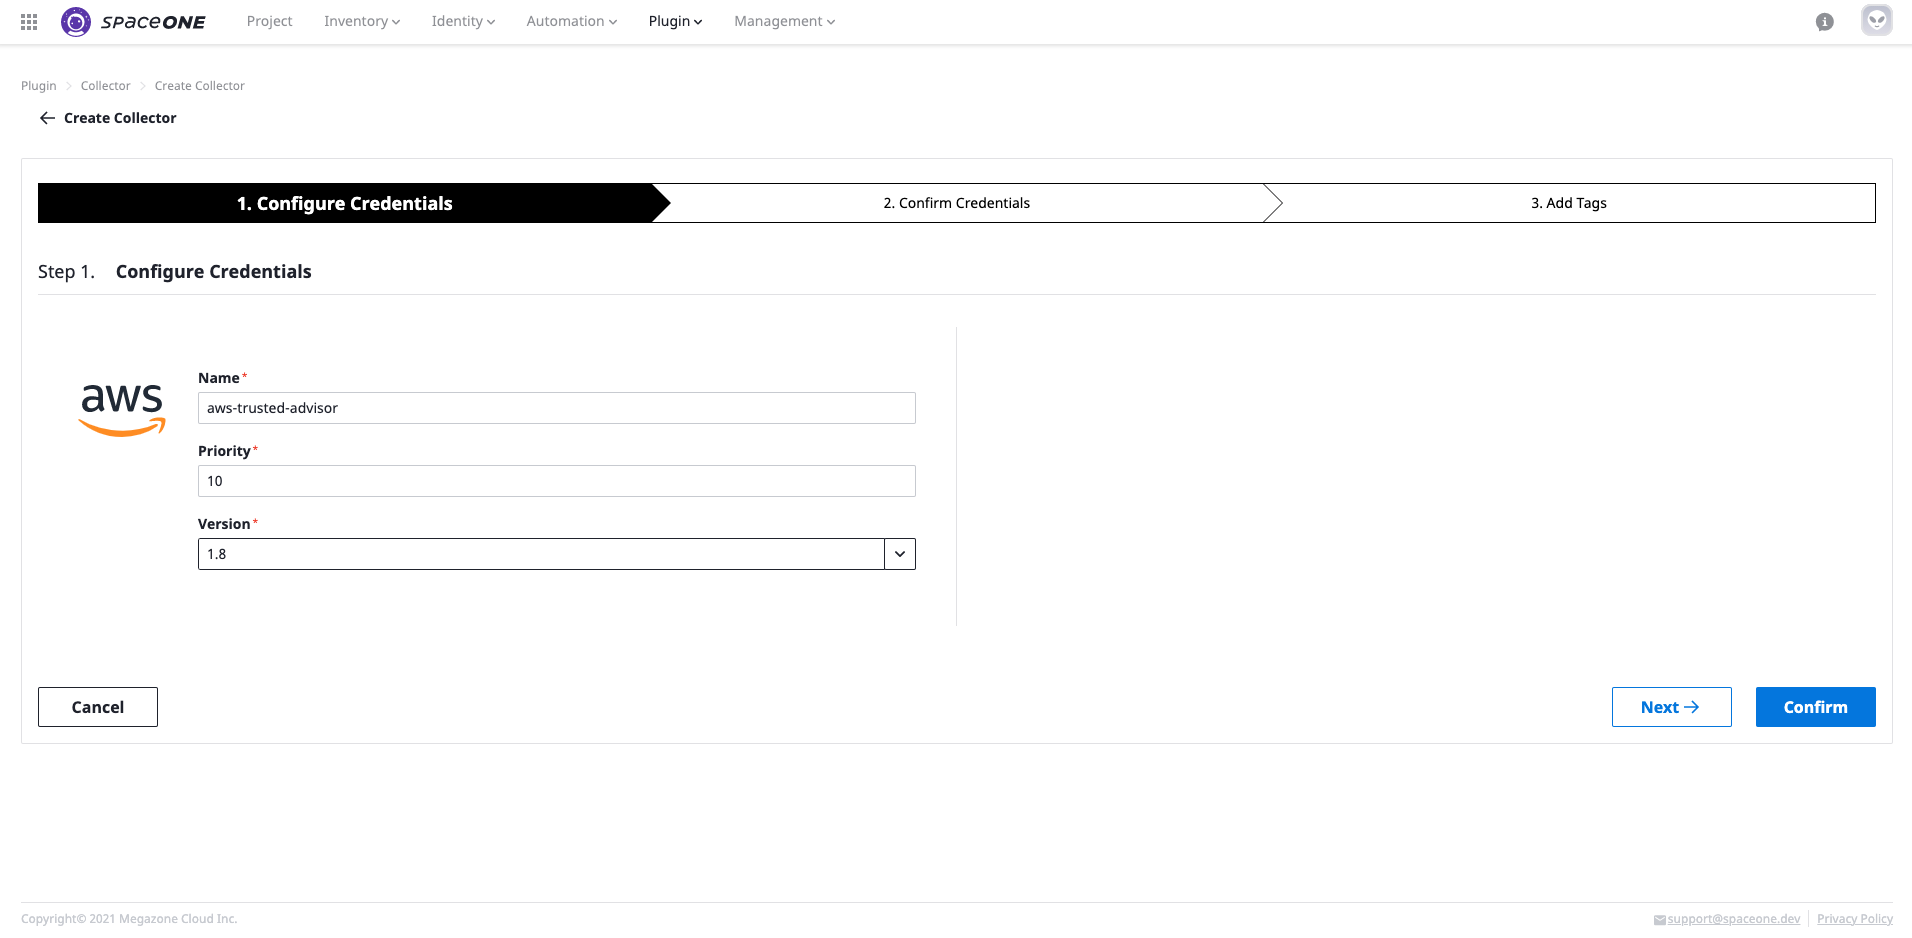 SPACEONE Project Inventory Identity Automation Plugin Management
Plugin Collector Create Collector
Create Collector
1. Configure Credentials 2. Confirm Credentials 3. Add Tags
Step 1. Configure Credentials
aws
Name*
aws-trusted-advisor
Priority*
10
Version*
1.8
Cancel Next Confirm
Copyright© 2021 Megazone Cloud Inc. support@spaceone.dev Privacy Policy